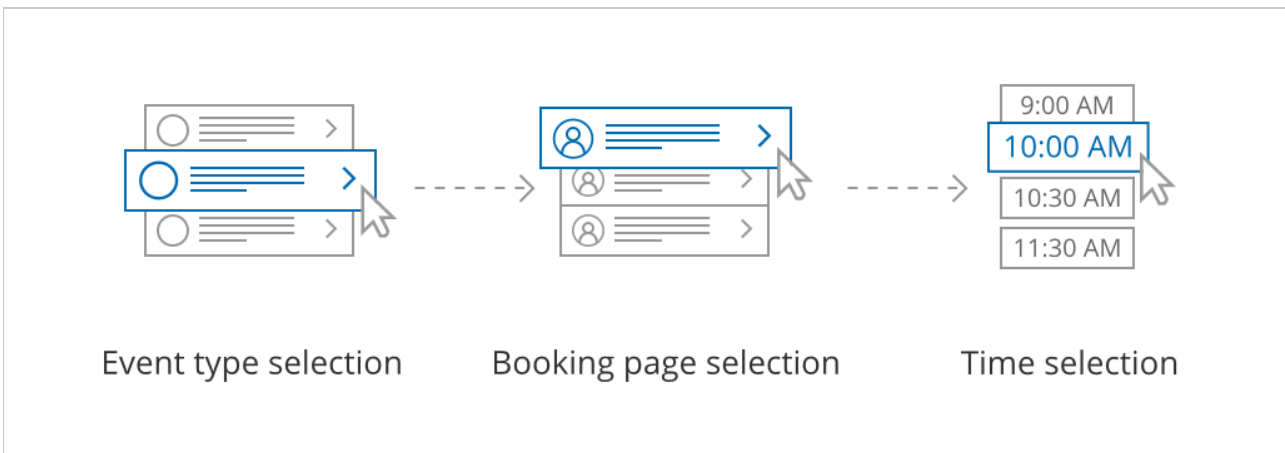 9:00 AM
10:00 AM
10:30 AM
11:30 AM
Event type selection
Booking page selection
Time selection